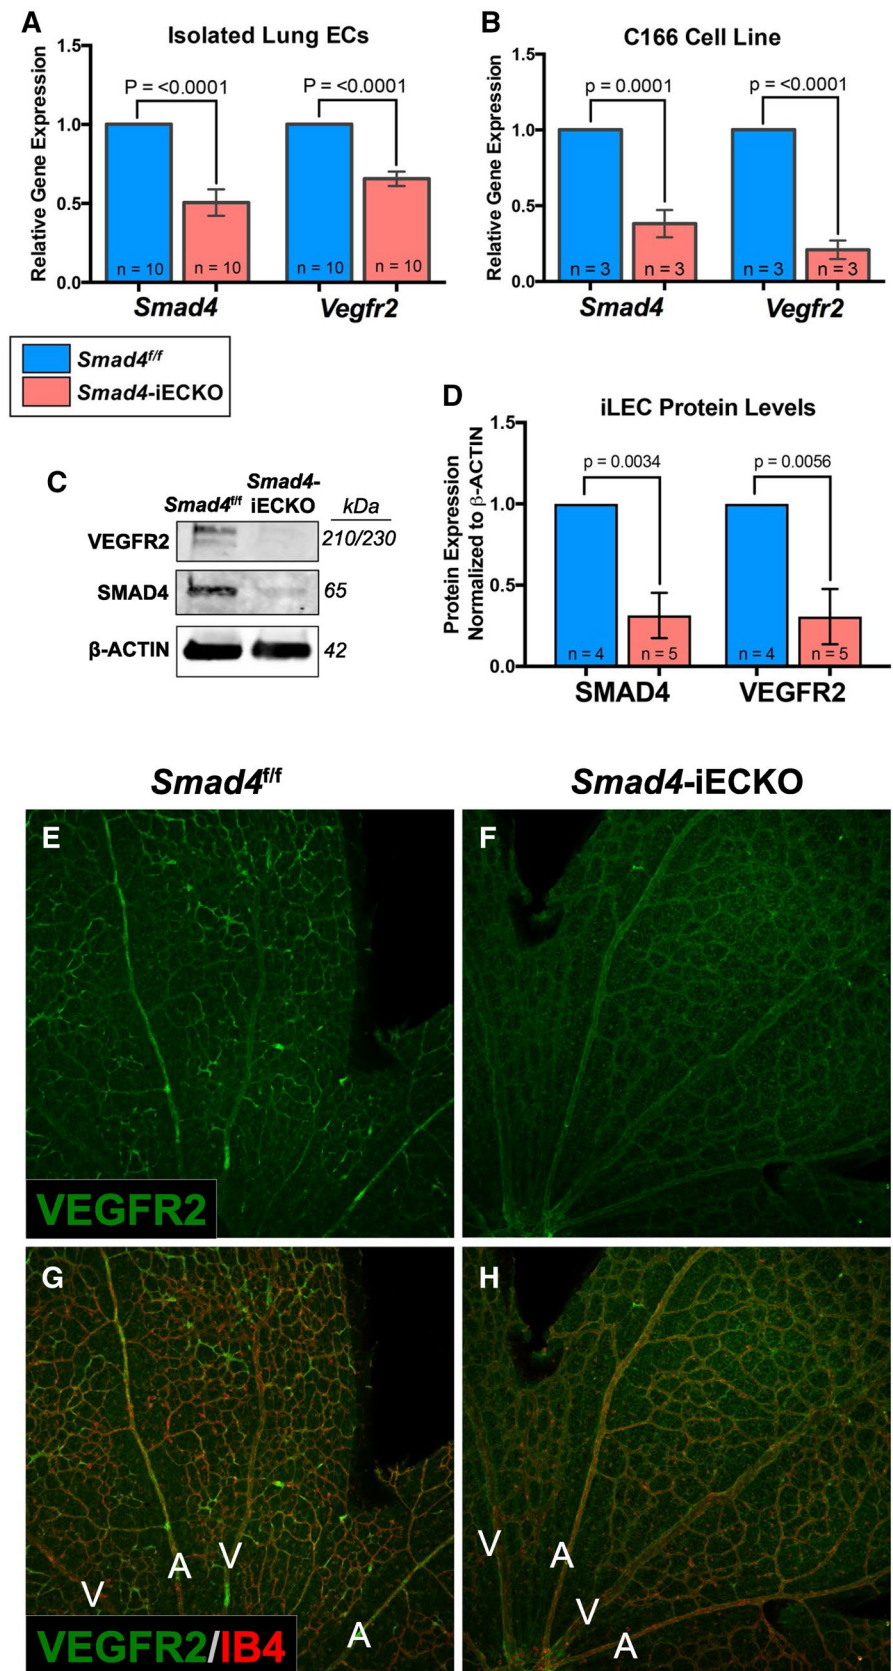 A
Isolated Lung ECs
Relative Gene Expression
1.5
1.0
0.5
0.0
P = <0.0001
P = <0.0001
n = 10
n = 10
n = 10
n = 10
Smad4
Vegfr2
B
C166 Cell Line
Relative Gene Expression
1.5
1.0
0.5
0.0
p = 0.0001
p = <0.0001
n = 3
n = 3
n = 3
n = 3
Smad4
Vegfr2
Smad4f/f
Smad4-iECKO
C
Smad4f/f
Smad4-
iECKO
kDa
VEGFR2
210/230
SMAD4
65
β-ACTIN
42
D
iLEC Protein Levels
Protein Expression
Normalized to β-ACTIN
1.5
1.0
0.5
0.0
p = 0.0034
p = 0.0056
n = 4
n = 5
n = 4
n = 5
SMAD4
VEGFR2
Smad4f/f
Smad4-iECKO
E
F
VEGFR2
G
H
V
A
V
A
V
A
V
A
VEGFR2/IB4